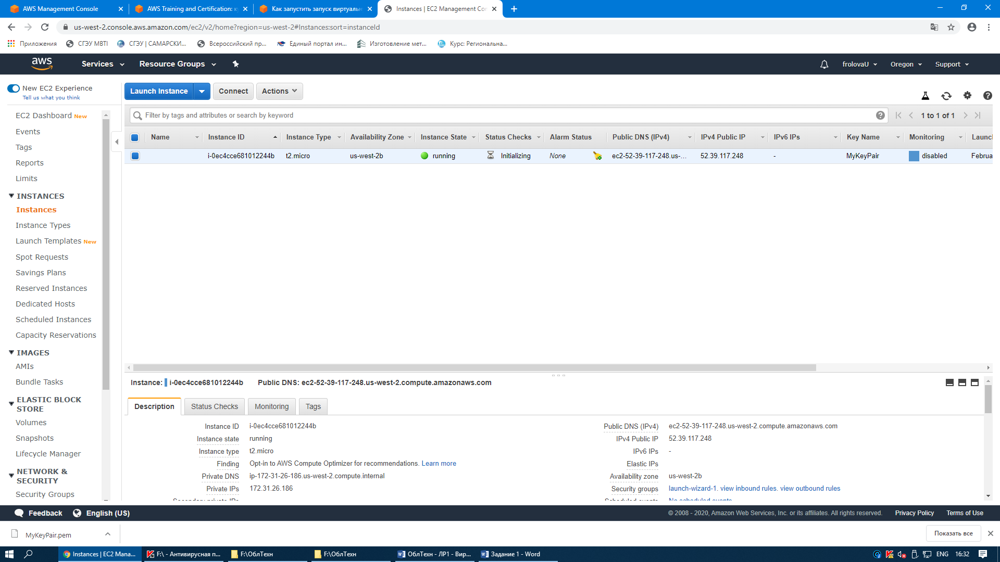 AWS Management Console
AWS Training and Certification: к
Как запустить запуск виртуаль
Instances | EC2 Management Con
us-west-2.console.aws.amazon.com/ec2/v2/home?region=us-west-2#Instances:sort=instanceId
Приложения
СГЭУ МВТІ
СГЭУ | САМАРСКИ...
Всероссийский пр...
Единый портал ин...
Изготовление мет...
Курс: Региональна...
aws
Services
Resource Groups
frolovaU
Oregon
Support
New EC2 Experience
Tell us what you think
Launch Instance
Connect
Actions
EC2 Dashboard New
Events
Tags
Reports
Limits
INSTANCES
Instances
Instance Types
Launch Templates New
Spot Requests
Savings Plans
Reserved Instances
Dedicated Hosts
Scheduled Instances
Capacity Reservations
IMAGES
AMIs
Bundle Tasks
ELASTIC BLOCK
STORE
Volumes
Snapshots
Lifecycle Manager
NETWORK &
SECURITY
Security Groups
Filter by tags and attributes or search by keyword
1 to 1 of 1
Name Instance ID Instance Type Availability Zone Instance State Status Checks Alarm Status Public DNS (IPv4) IPv4 Public IP IPv6 IPs Key Name Monitoring Launc
i-0ec4cce681012244b t2.micro us-west-2b running Initializing None ec2-52-39-117-248.us-... 52.39.117.248 - MyKeyPair disabled Februa
Instance: i-0ec4cce681012244b Public DNS: ec2-52-39-117-248.us-west-2.compute.amazonaws.com
Description Status Checks Monitoring Tags
Instance ID i-0ec4cce681012244b
Instance state running
Instance type t2.micro
Finding Opt-in to AWS Compute Optimizer for recommendations. Learn more
Private DNS ip-172-31-26-186.us-west-2.compute.internal
Private IPs 172.31.26.186
Secondary private IPs
Public DNS (IPv4) ec2-52-39-117-248.us-west-2.compute.amazonaws.com
IPv4 Public IP 52.39.117.248
IPv6 IPs -
Elastic IPs
Availability zone us-west-2b
Security groups launch-wizard-1. view inbound rules. view outbound rules
Scheduled events No scheduled events
Feedback
English (US)
© 2008 - 2020, Amazon Web Services, Inc. or its affiliates. All rights reserved.
Privacy Policy
Terms of Use
MyKeyPair.pem
Показать все
Instances | EC2 Mana...
F:\ - Антивирусная п...
F:\ОблТехн
F:\ОблТехн
ОблТехн - ЛР1 - Вир...
Задание 1 - Word
ENG
16:32